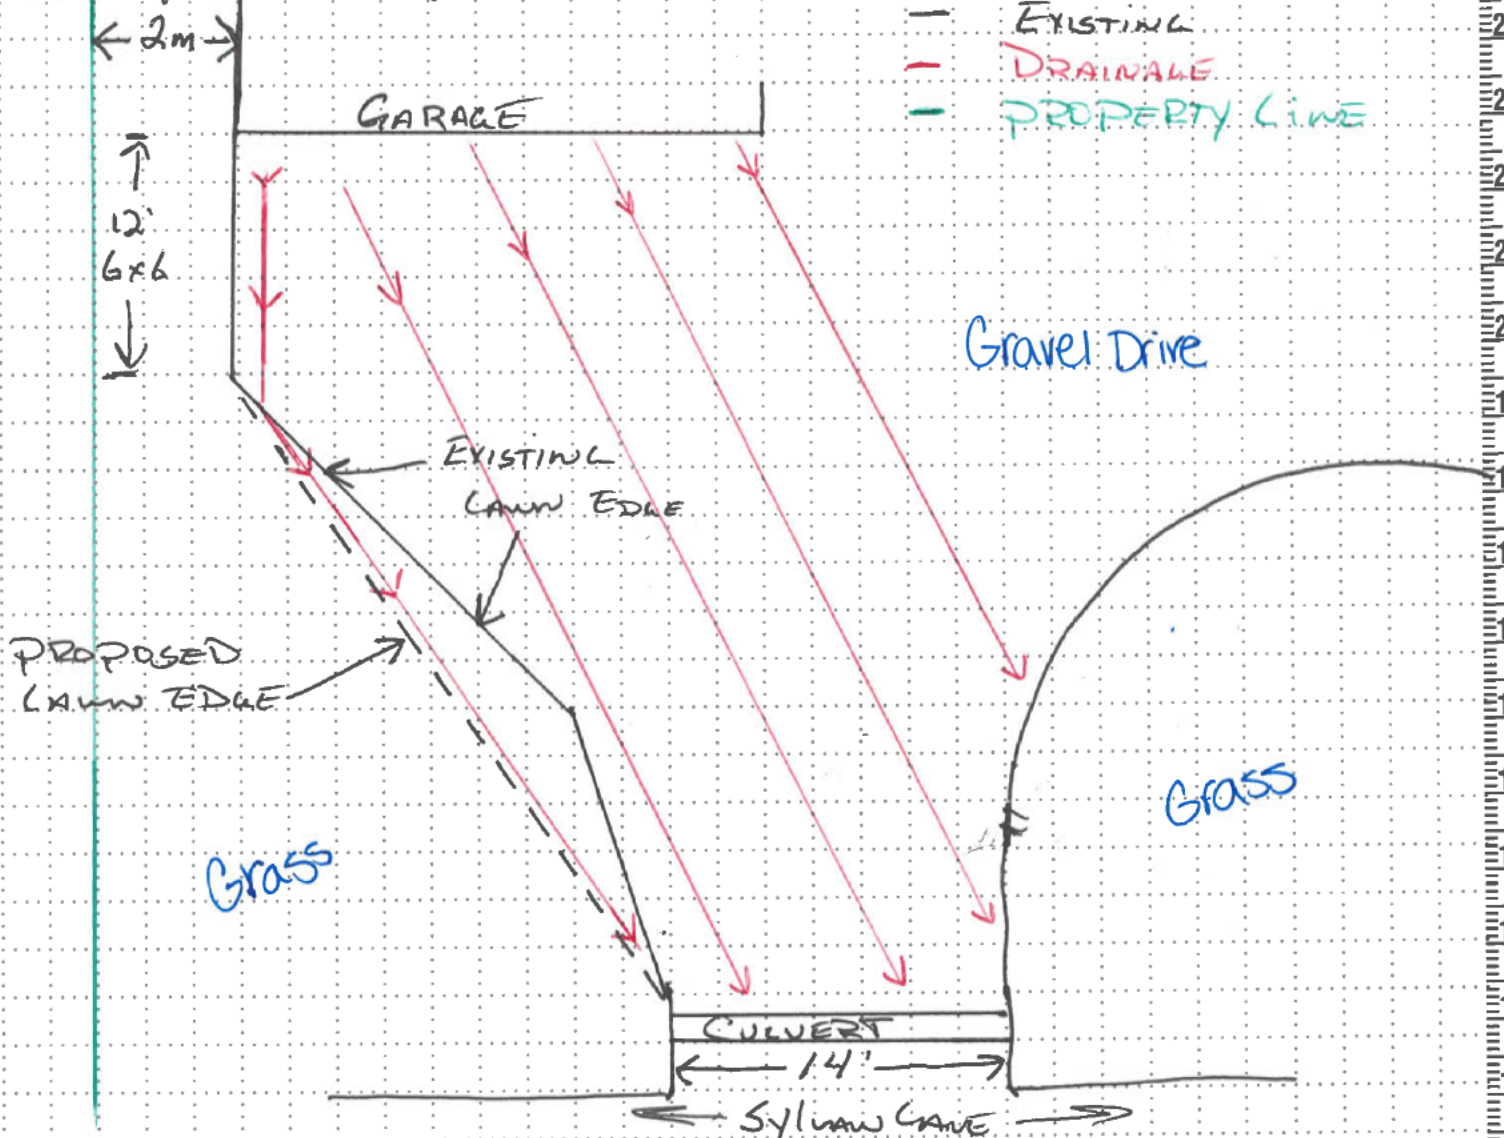 2m
EXISTING
DRAINAGE
PROPERTY LINE
GARAGE
12'
6x6
Gravel Drive
EXISTING
LAWN EDGE
PROPOSED
LAWN EDGE
Grass
Grass
CULVERT
14'
SYLVAN LANE